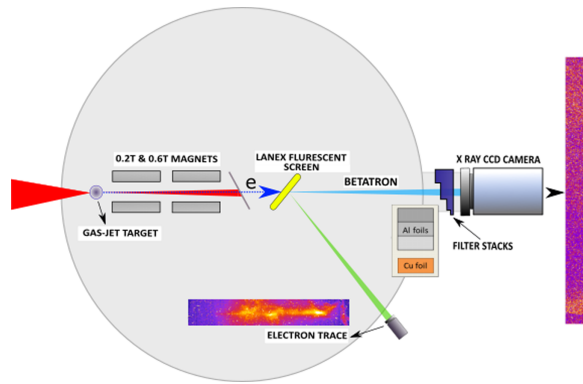 0.2T & 0.6T MAGNETS
LANEX FLURESCENT
SCREEN
X RAY CCD CAMERA
e
BETATRON
GAS-JET TARGET
Al foils
FILTER STACKS
Cu foil
ELECTRON TRACE